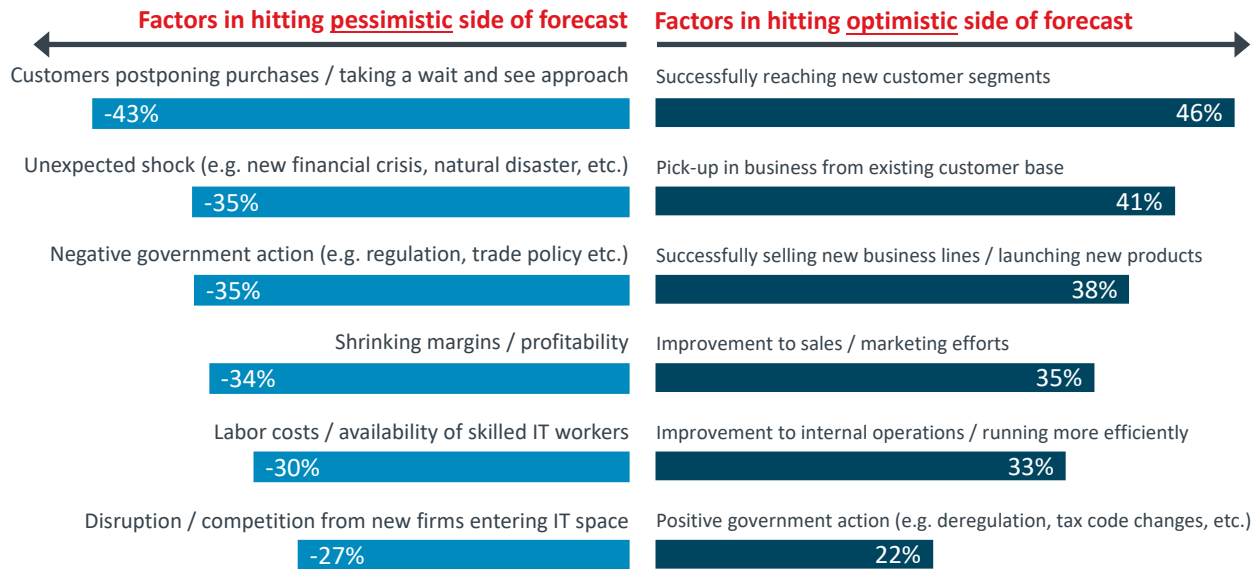 Factors in hitting pessimistic side of forecast
Customers postponing purchases / taking a wait and see approach
-43%
Unexpected shock (e.g. new financial crisis, natural disaster, etc.)
-35%
Negative government action (e.g. regulation, trade policy etc.)
-35%
Shrinking margins / profitability
-34%
Labor costs / availability of skilled IT workers
-30%
Disruption / competition from new firms entering IT space
-27%
Factors in hitting optimistic side of forecast
Successfully reaching new customer segments
46%
Pick-up in business from existing customer base
41%
Successfully selling new business lines / launching new products
38%
Improvement to sales / marketing efforts
35%
Improvement to internal operations / running more efficiently
33%
Positive government action (e.g. deregulation, tax code changes, etc.)
22%